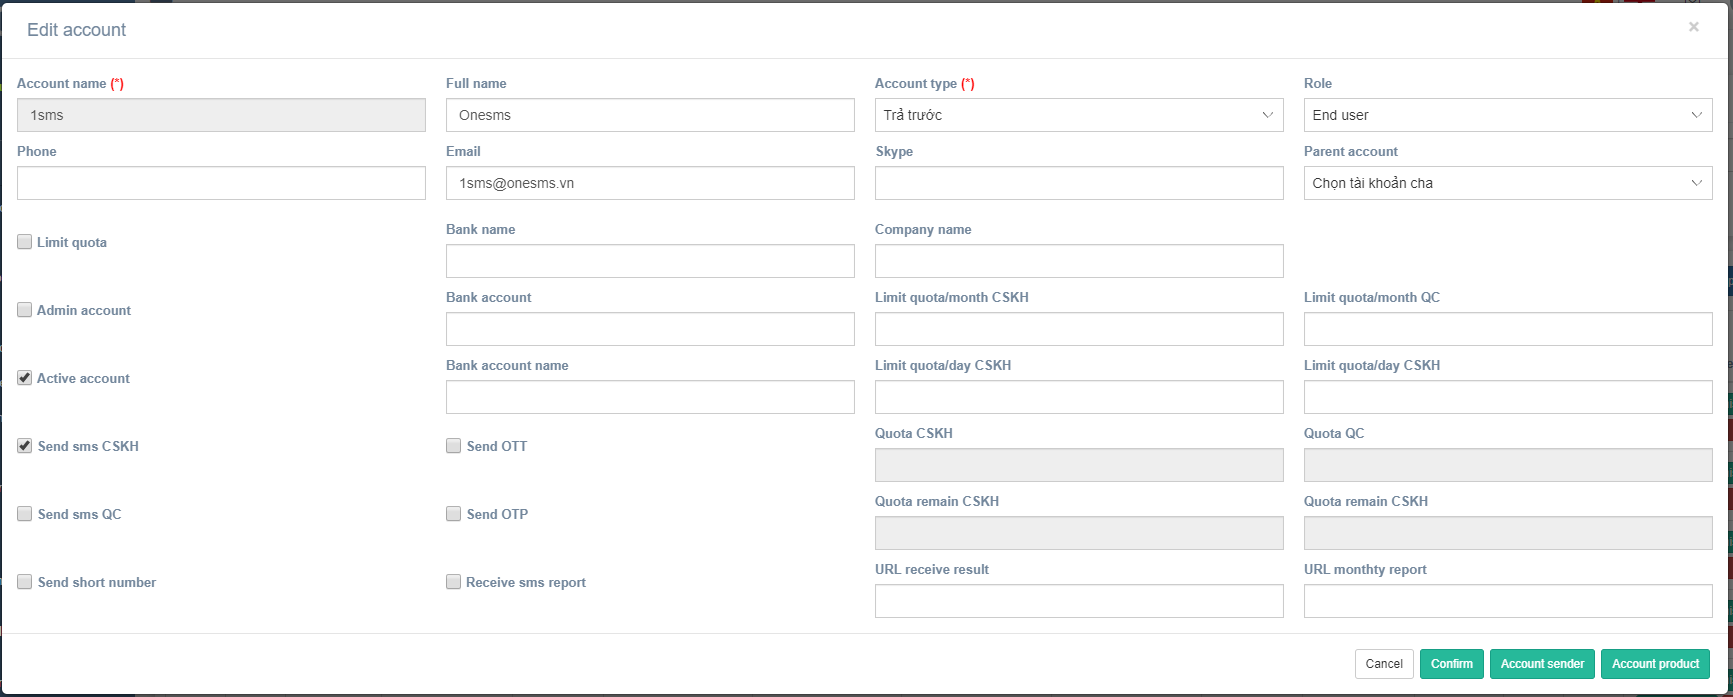 Edit account
×
Account name (*)
Full name
Account type (*)
Role
1sms
Onesms
Trả trước
End user
Phone
Email
Skype
Parent account
1sms@onesms.vn
Chọn tài khoản cha
Limit quota
Bank name
Company name
Admin account
Bank account
Limit quota/month CSKH
Limit quota/month QC
Active account
Bank account name
Limit quota/day CSKH
Limit quota/day CSKH
Send sms CSKH
Send OTT
Quota CSKH
Quota QC
Send sms QC
Send OTP
Quota remain CSKH
Quota remain CSKH
Send short number
Receive sms report
URL receive result
URL monthty report
Cancel
Confirm
Account sender
Account product